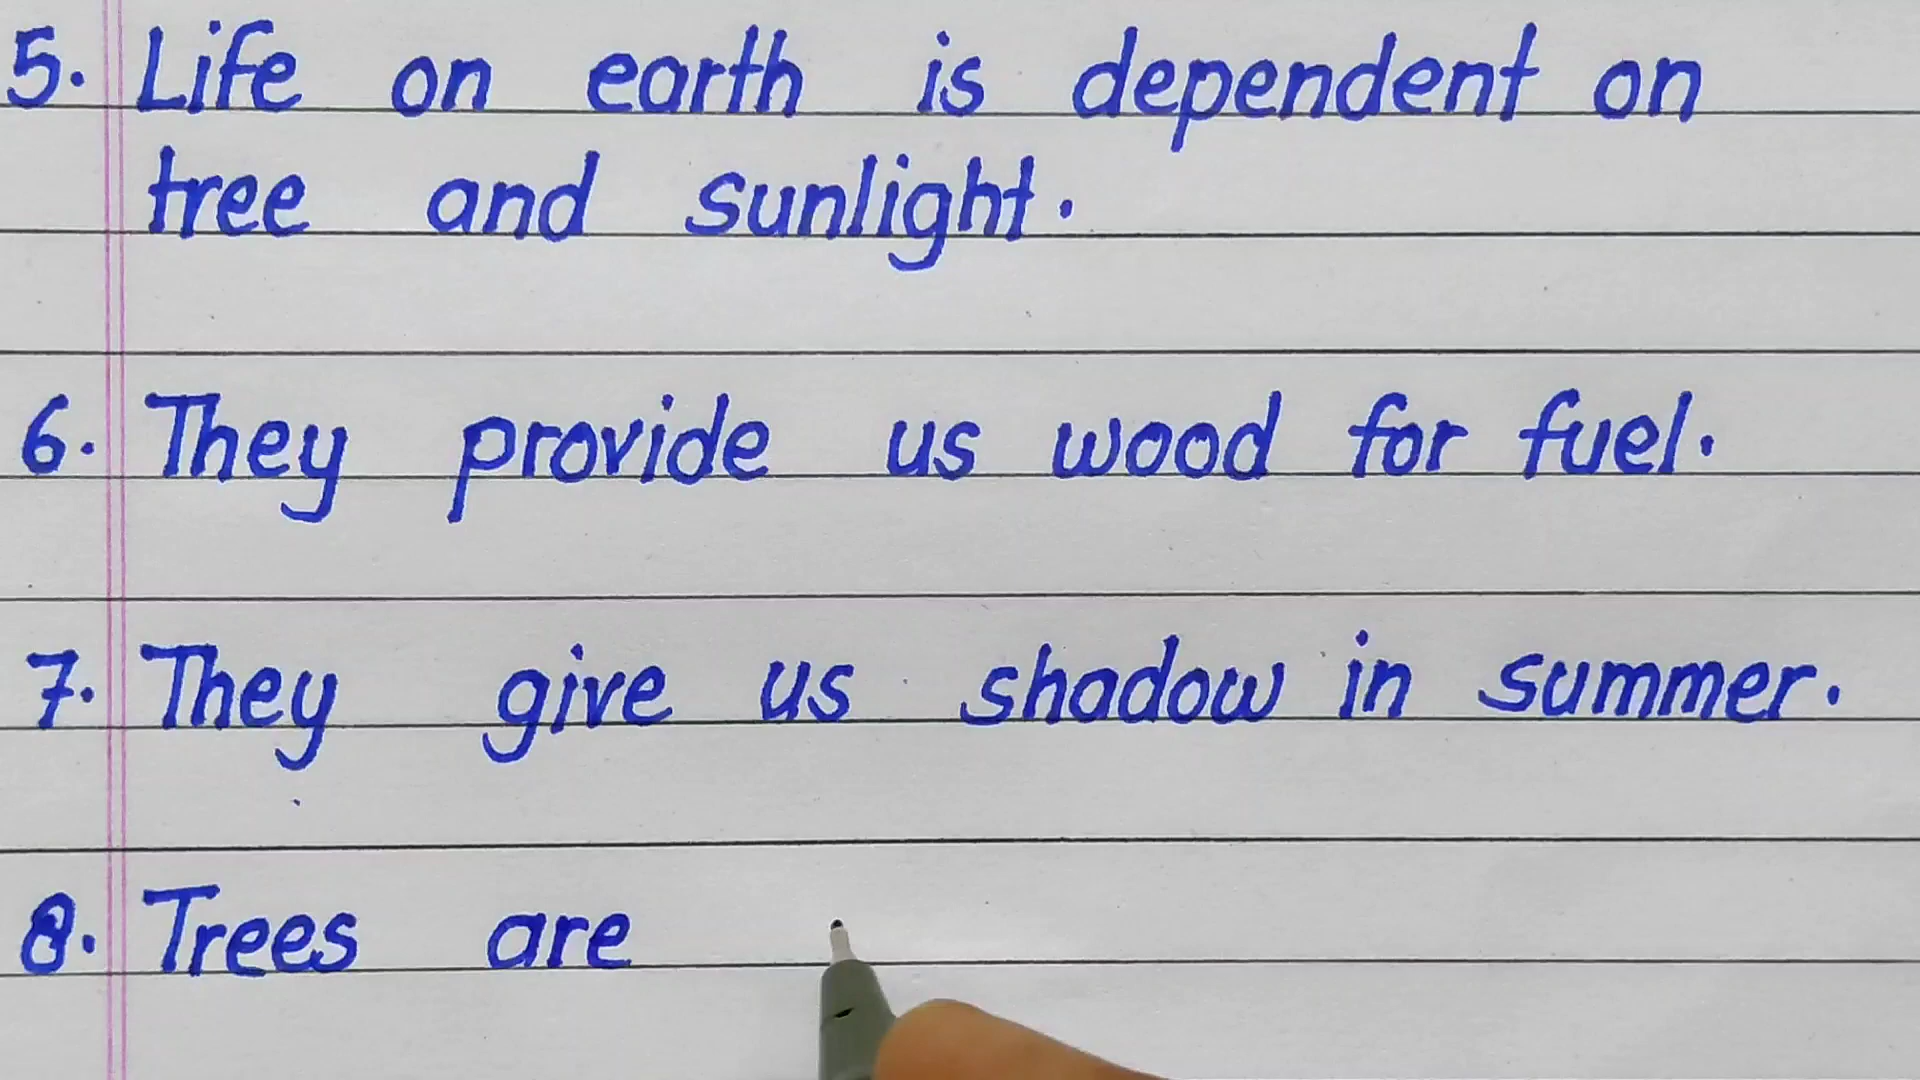 5. Life on earth is dependent on
tree and sunlight.
6. They provide us wood for fuel.
7. They give us shadow in summer.
8. Trees are